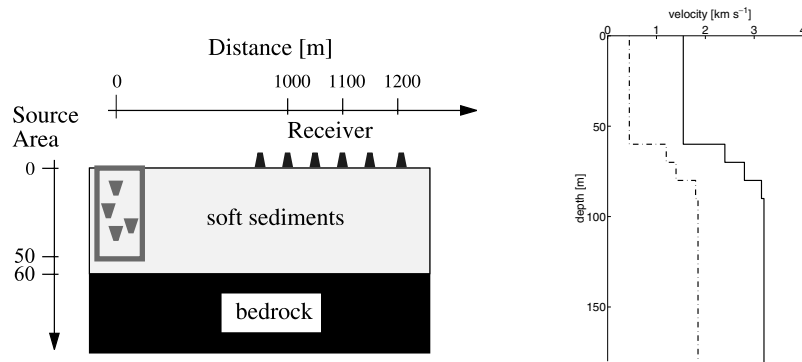 Distance [m]
0 1000 1100 1200
Source
Area
Receiver
0
soft sediments
50
60
bedrock
velocity [km s⁻¹]
0 1 2 3 4
0
50
depth [m]
100
150